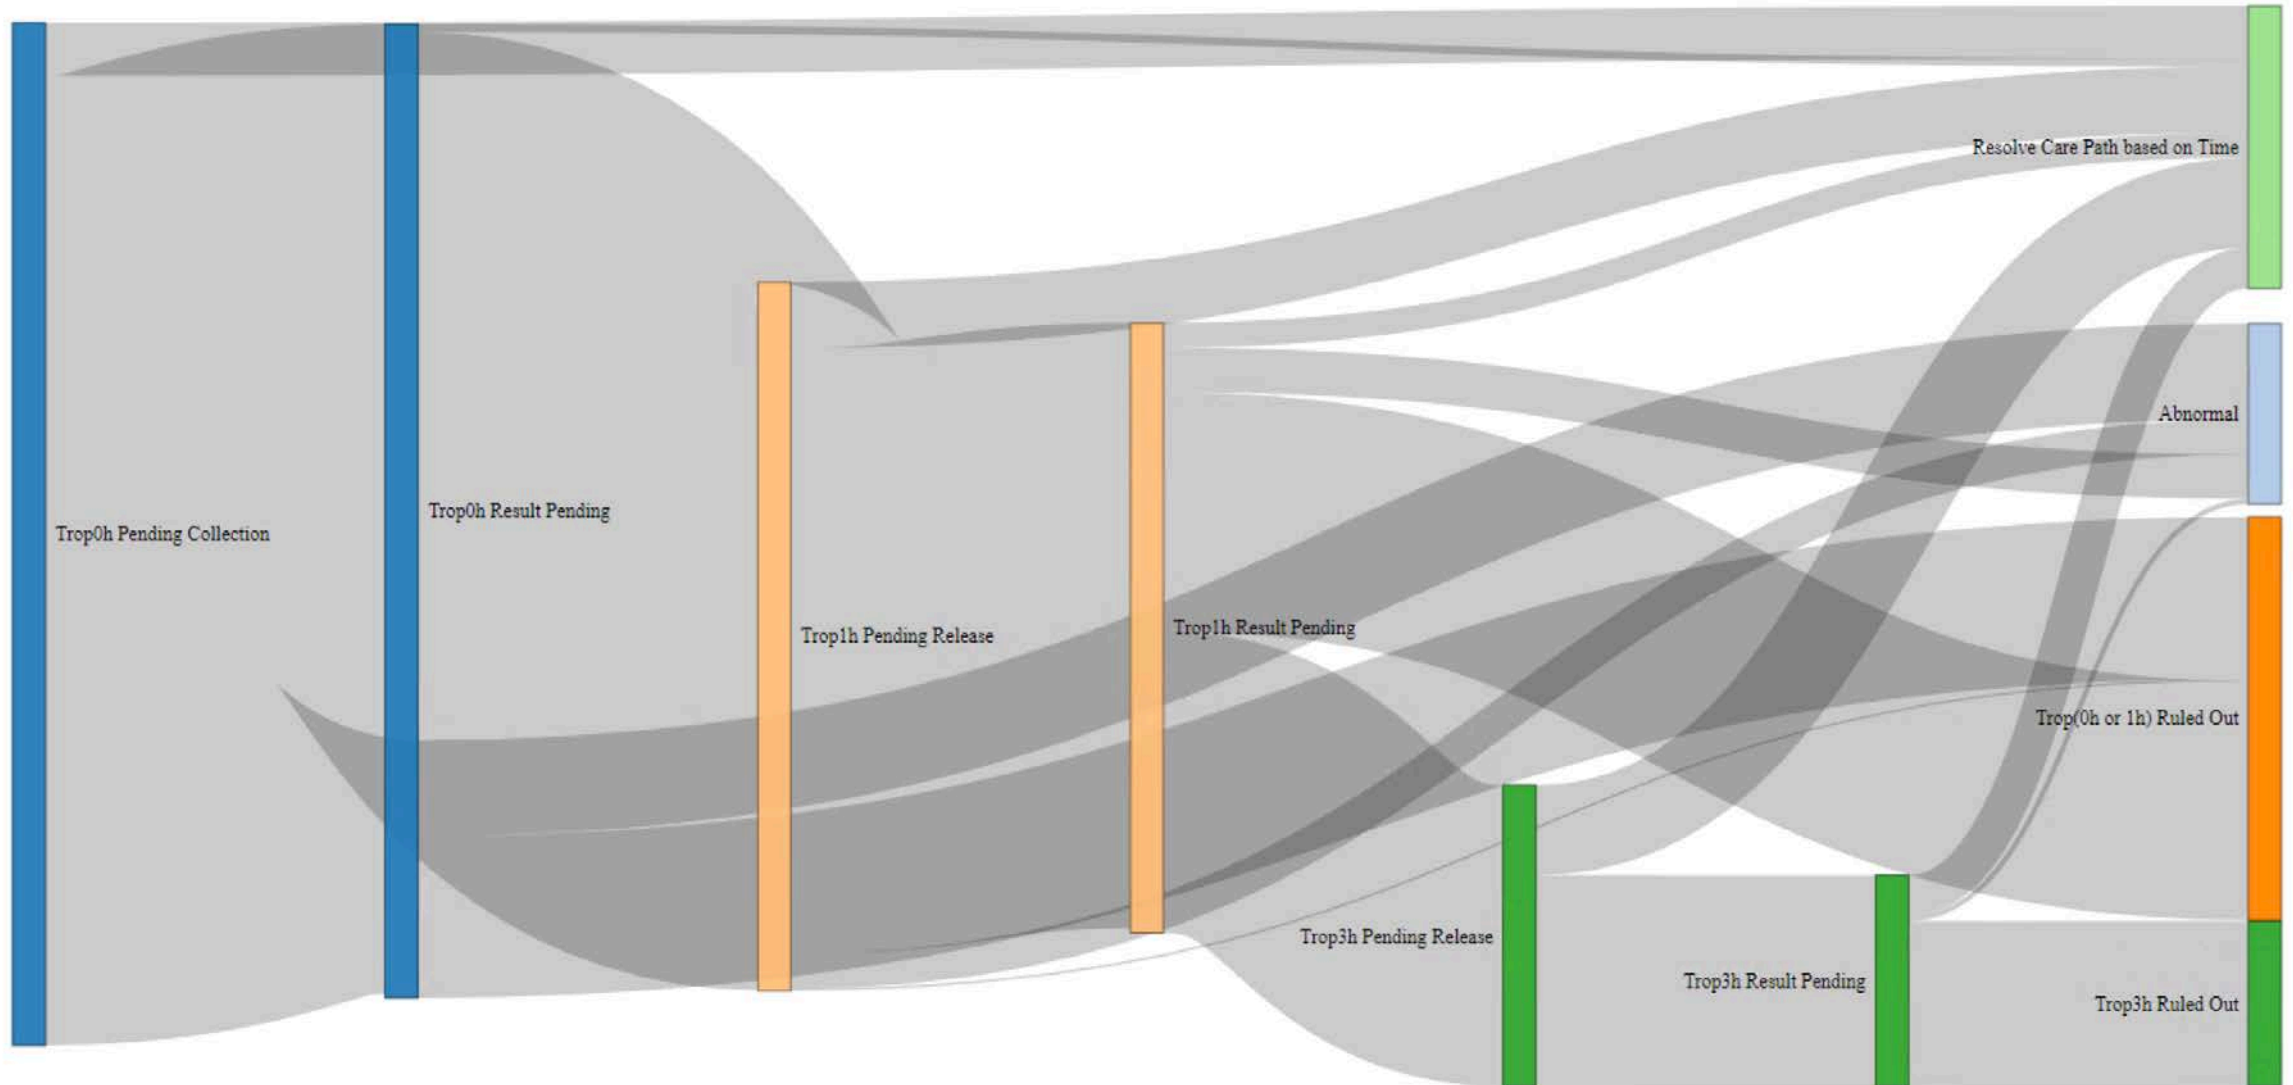 Trop0h Pending Collection
Trop0h Result Pending
Trop1h Pending Release
Trop1h Result Pending
Trop3h Pending Release
Trop3h Result Pending
Resolve Care Path based on Time
Abnormal
Trop(0h or 1h) Ruled Out
Trop3h Ruled Out